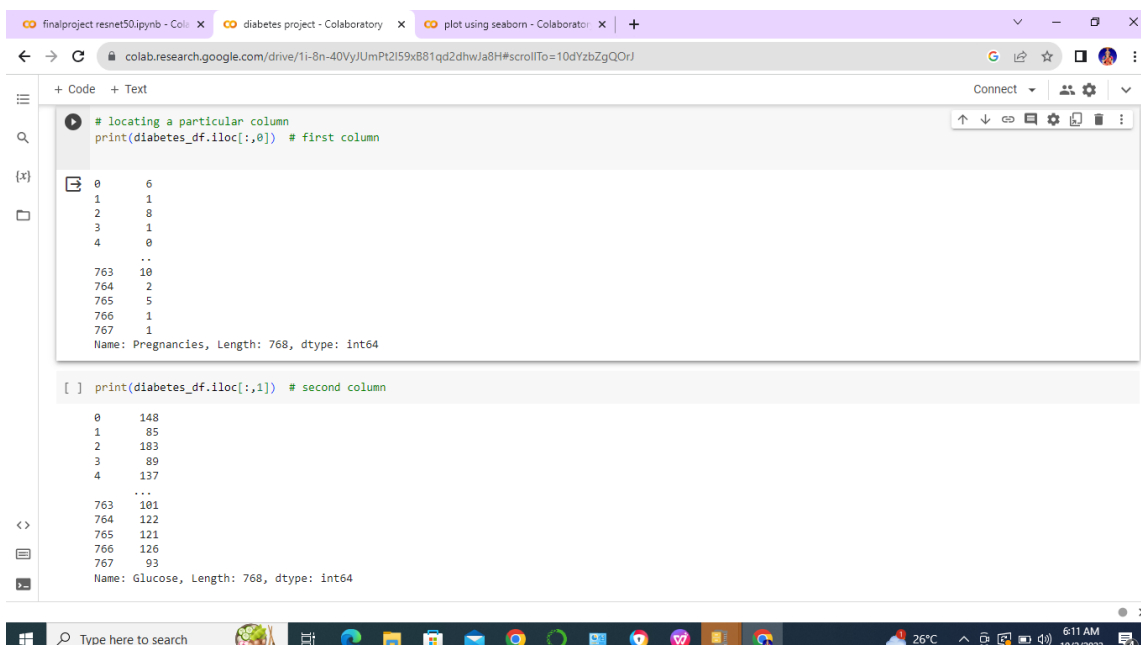 finalproject resnet50.ipynb - Cola
diabetes project - Colaboratory
plot using seaborn - Colaborator
colab.research.google.com/drive/1i-8n-40VyJUmPt2I59xB81qd2dhwJa8H#scrollTo=10dYzbZgQOrJ
+ Code + Text
Connect
# locating a particular column
print(diabetes_df.iloc[:,0]) # first column
{x}
0 6
1 1
2 8
3 1
4 0
..
763 10
764 2
765 5
766 1
767 1
Name: Pregnancies, Length: 768, dtype: int64
[ ] print(diabetes_df.iloc[:,1]) # second column
0 148
1 85
2 183
3 89
4 137
...
763 101
764 122
765 121
766 126
767 93
Name: Glucose, Length: 768, dtype: int64
Type here to search
26°C
6:11 AM